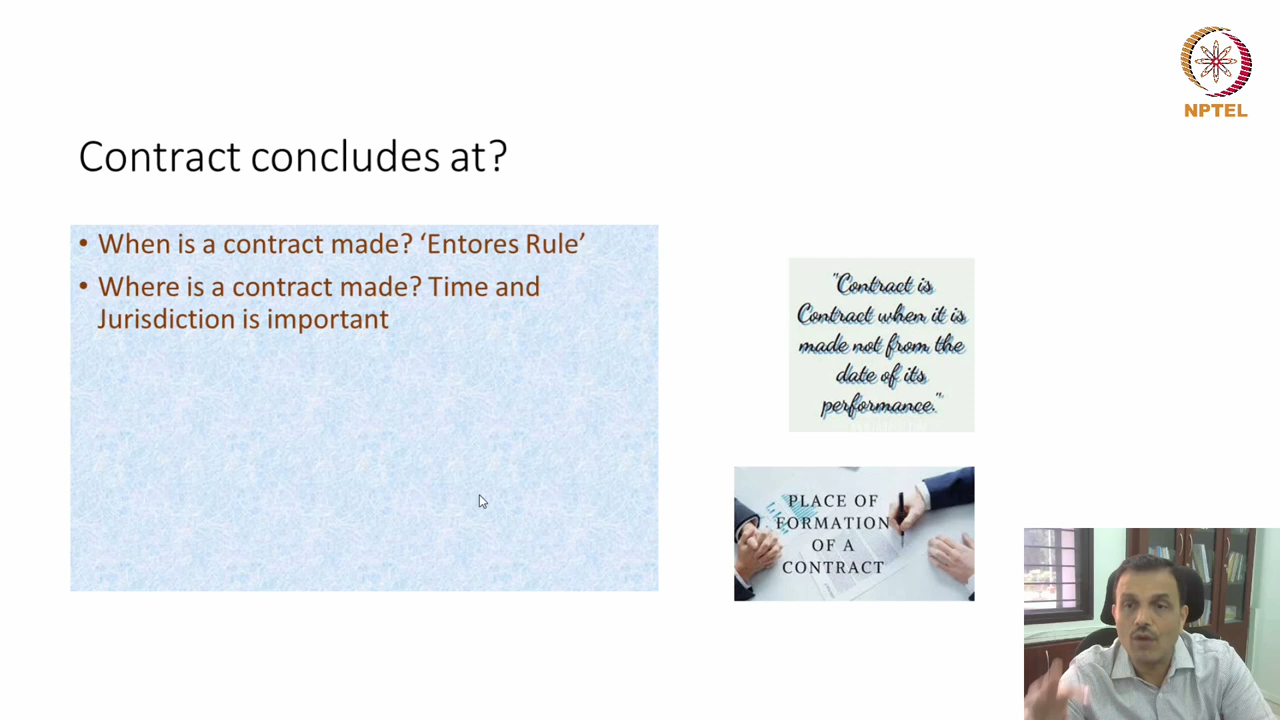 NPTEL
Contract concludes at?
• When is a contract made? ‘Entores Rule’
• Where is a contract made? Time and
Jurisdiction is important
"Contract is
Contract when it is
made not from the
date of its
performance."
PLACE OF
FORMATION
OF A
CONTRACT